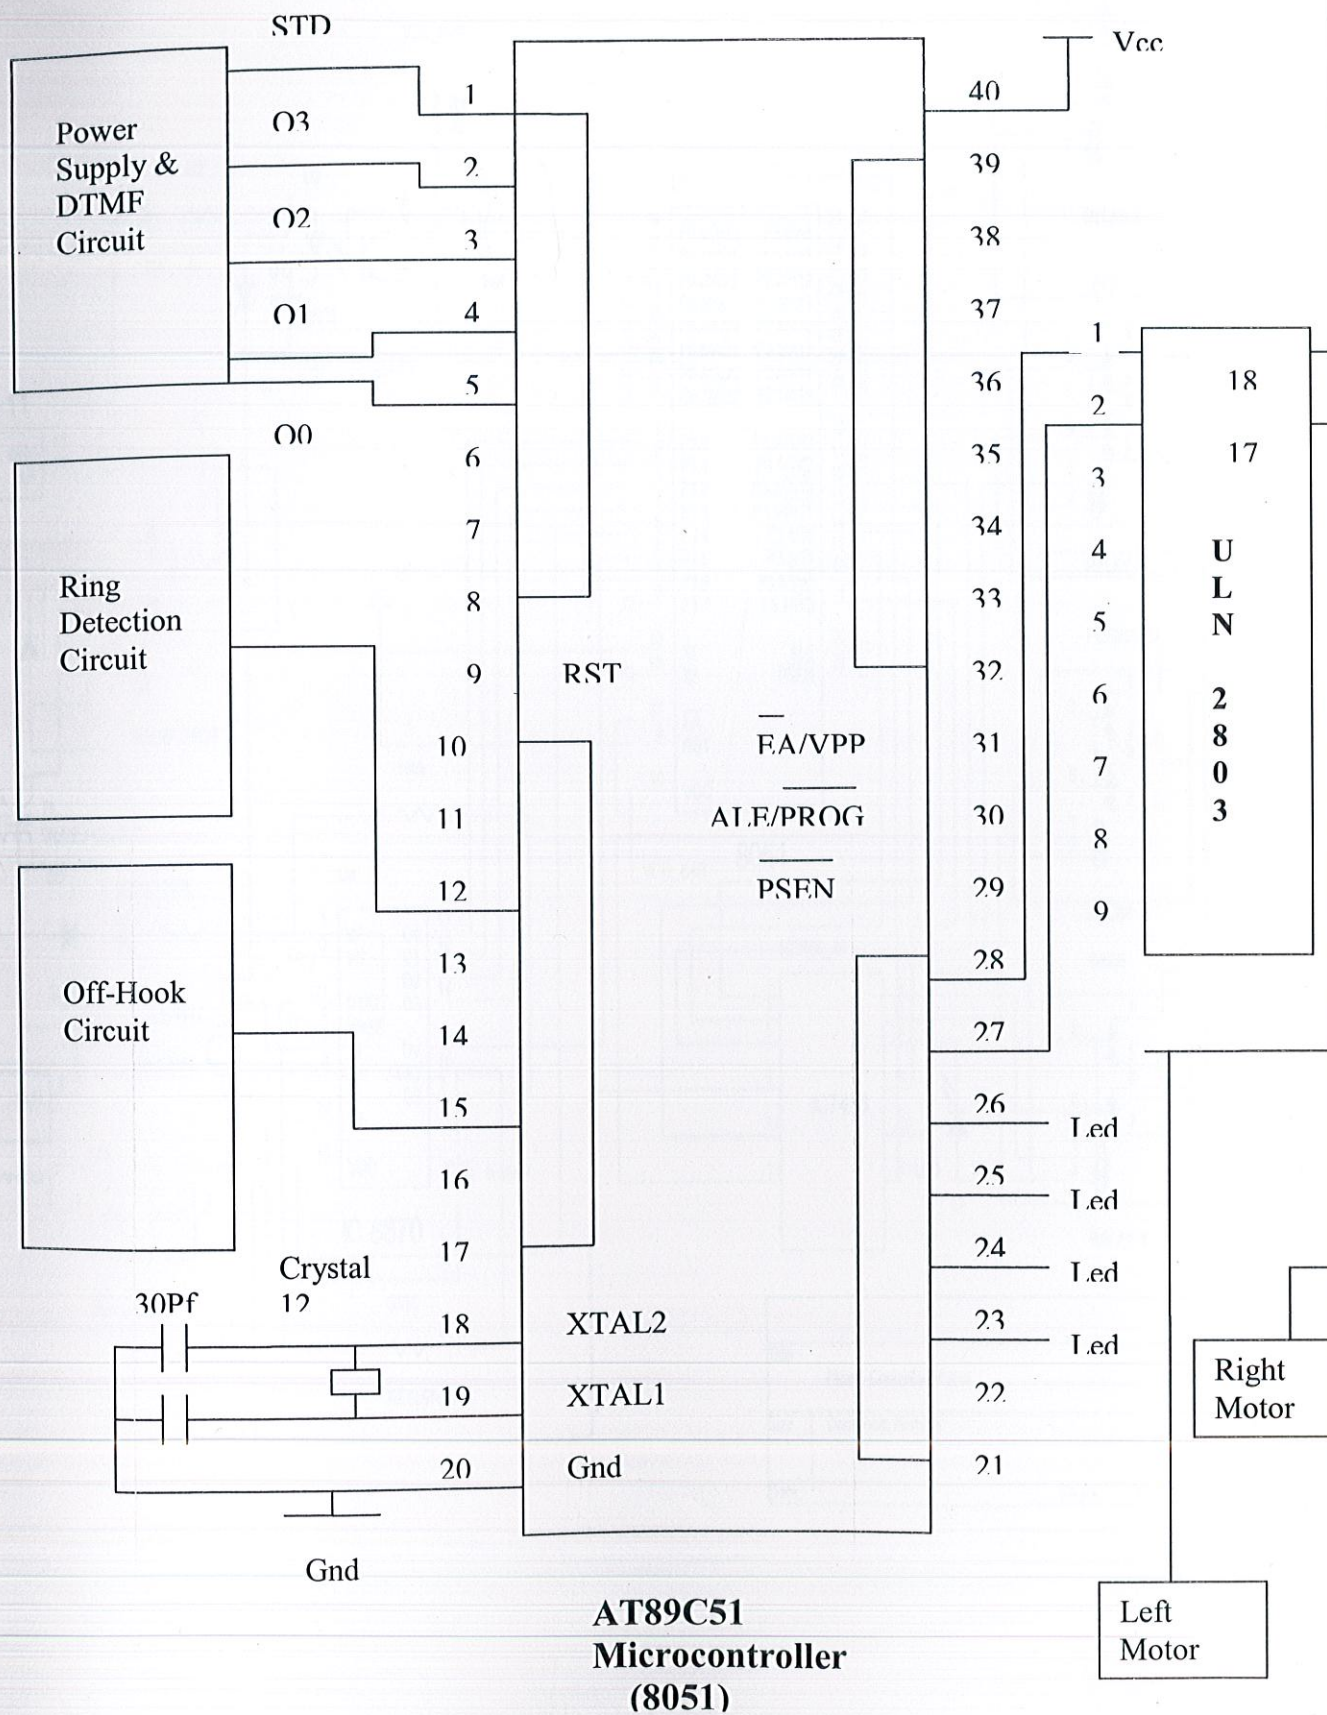 STD
Power
Supply &
DTMF
Circuit
O3
O2
O1
O0
Ring
Detection
Circuit
Off-Hook
Circuit
Crystal
12
30Pf
Gnd
1
2
3
4
5
6
7
8
9
10
11
12
13
14
15
16
17
18
19
20
RST
EA/VPP
ALE/PROG
PSEN
XTAL2
XTAL1
Gnd
40
39
38
37
36
35
34
33
32
31
30
29
28
27
26
25
24
23
22
21
Vcc
Led
Led
Led
Led
1
2
3
4
5
6
7
8
9
18
17
U
L
N
2
8
0
3
Right
Motor
Left
Motor
AT89C51
Microcontroller
(8051)